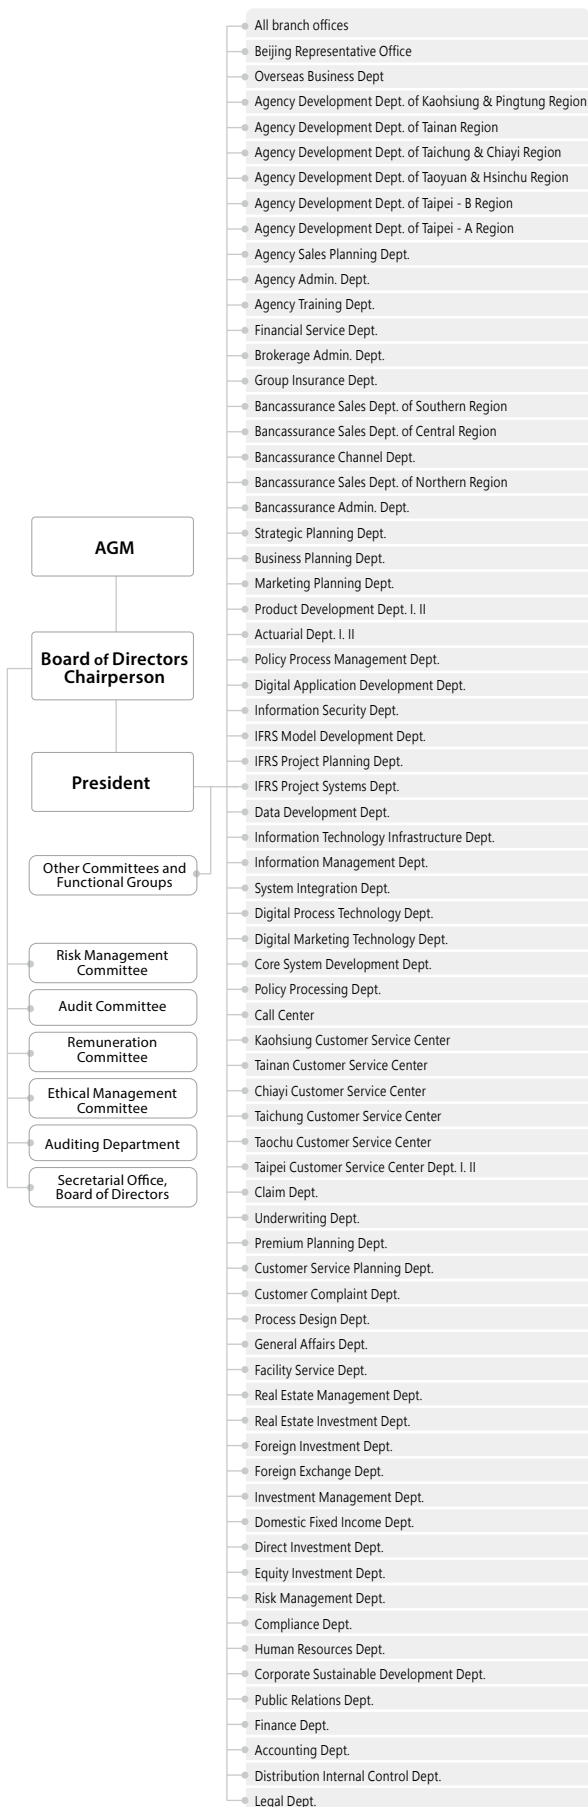 AGM
Board of Directors
Chairperson
President
Other Committees and
Functional Groups
Risk Management
Committee
Audit Committee
Remuneration
Committee
Ethical Management
Committee
Auditing Department
Secretarial Office,
Board of Directors
All branch offices
Beijing Representative Office
Overseas Business Dept
Agency Development Dept. of Kaohsiung & Pingtung Region
Agency Development Dept. of Tainan Region
Agency Development Dept. of Taichung & Chiayi Region
Agency Development Dept. of Taoyuan & Hsinchu Region
Agency Development Dept. of Taipei - B Region
Agency Development Dept. of Taipei - A Region
Agency Sales Planning Dept.
Agency Admin. Dept.
Agency Training Dept.
Financial Service Dept.
Brokerage Admin. Dept.
Group Insurance Dept.
Bancassurance Sales Dept. of Southern Region
Bancassurance Sales Dept. of Central Region
Bancassurance Channel Dept.
Bancassurance Sales Dept. of Northern Region
Bancassurance Admin. Dept.
Strategic Planning Dept.
Business Planning Dept.
Marketing Planning Dept.
Product Development Dept. I. II
Actuarial Dept. I. II
Policy Process Management Dept.
Digital Application Development Dept.
Information Security Dept.
IFRS Model Development Dept.
IFRS Project Planning Dept.
IFRS Project Systems Dept.
Data Development Dept.
Information Technology Infrastructure Dept.
Information Management Dept.
System Integration Dept.
Digital Process Technology Dept.
Digital Marketing Technology Dept.
Core System Development Dept.
Policy Processing Dept.
Call Center
Kaohsiung Customer Service Center
Tainan Customer Service Center
Chiayi Customer Service Center
Taichung Customer Service Center
Taochu Customer Service Center
Taipei Customer Service Center Dept. I. II
Claim Dept.
Underwriting Dept.
Premium Planning Dept.
Customer Service Planning Dept.
Customer Complaint Dept.
Process Design Dept.
General Affairs Dept.
Facility Service Dept.
Real Estate Management Dept.
Real Estate Investment Dept.
Foreign Investment Dept.
Foreign Exchange Dept.
Investment Management Dept.
Domestic Fixed Income Dept.
Direct Investment Dept.
Equity Investment Dept.
Risk Management Dept.
Compliance Dept.
Human Resources Dept.
Corporate Sustainable Development Dept.
Public Relations Dept.
Finance Dept.
Accounting Dept.
Distribution Internal Control Dept.
Legal Dept.